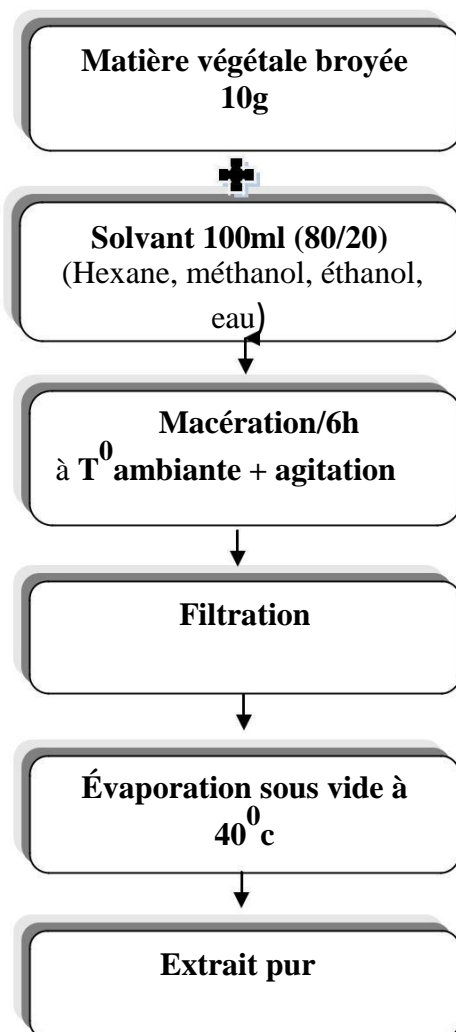 Matière végétale broyée
10g
Solvant 100ml (80/20)
(Hexane, méthanol, éthanol,
eau)
Macération/6h
à T⁰ambiante + agitation
Filtration
Évaporation sous vide à
40⁰c
Extrait pur